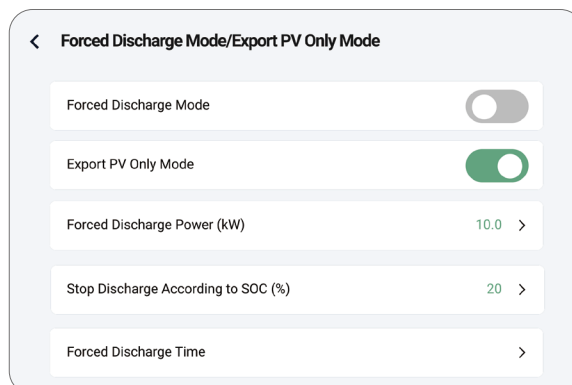 Forced Discharge Mode/Export PV Only Mode
Forced Discharge Mode
Export PV Only Mode
Forced Discharge Power (kW) 10.0
Stop Discharge According to SOC (%) 20
Forced Discharge Time